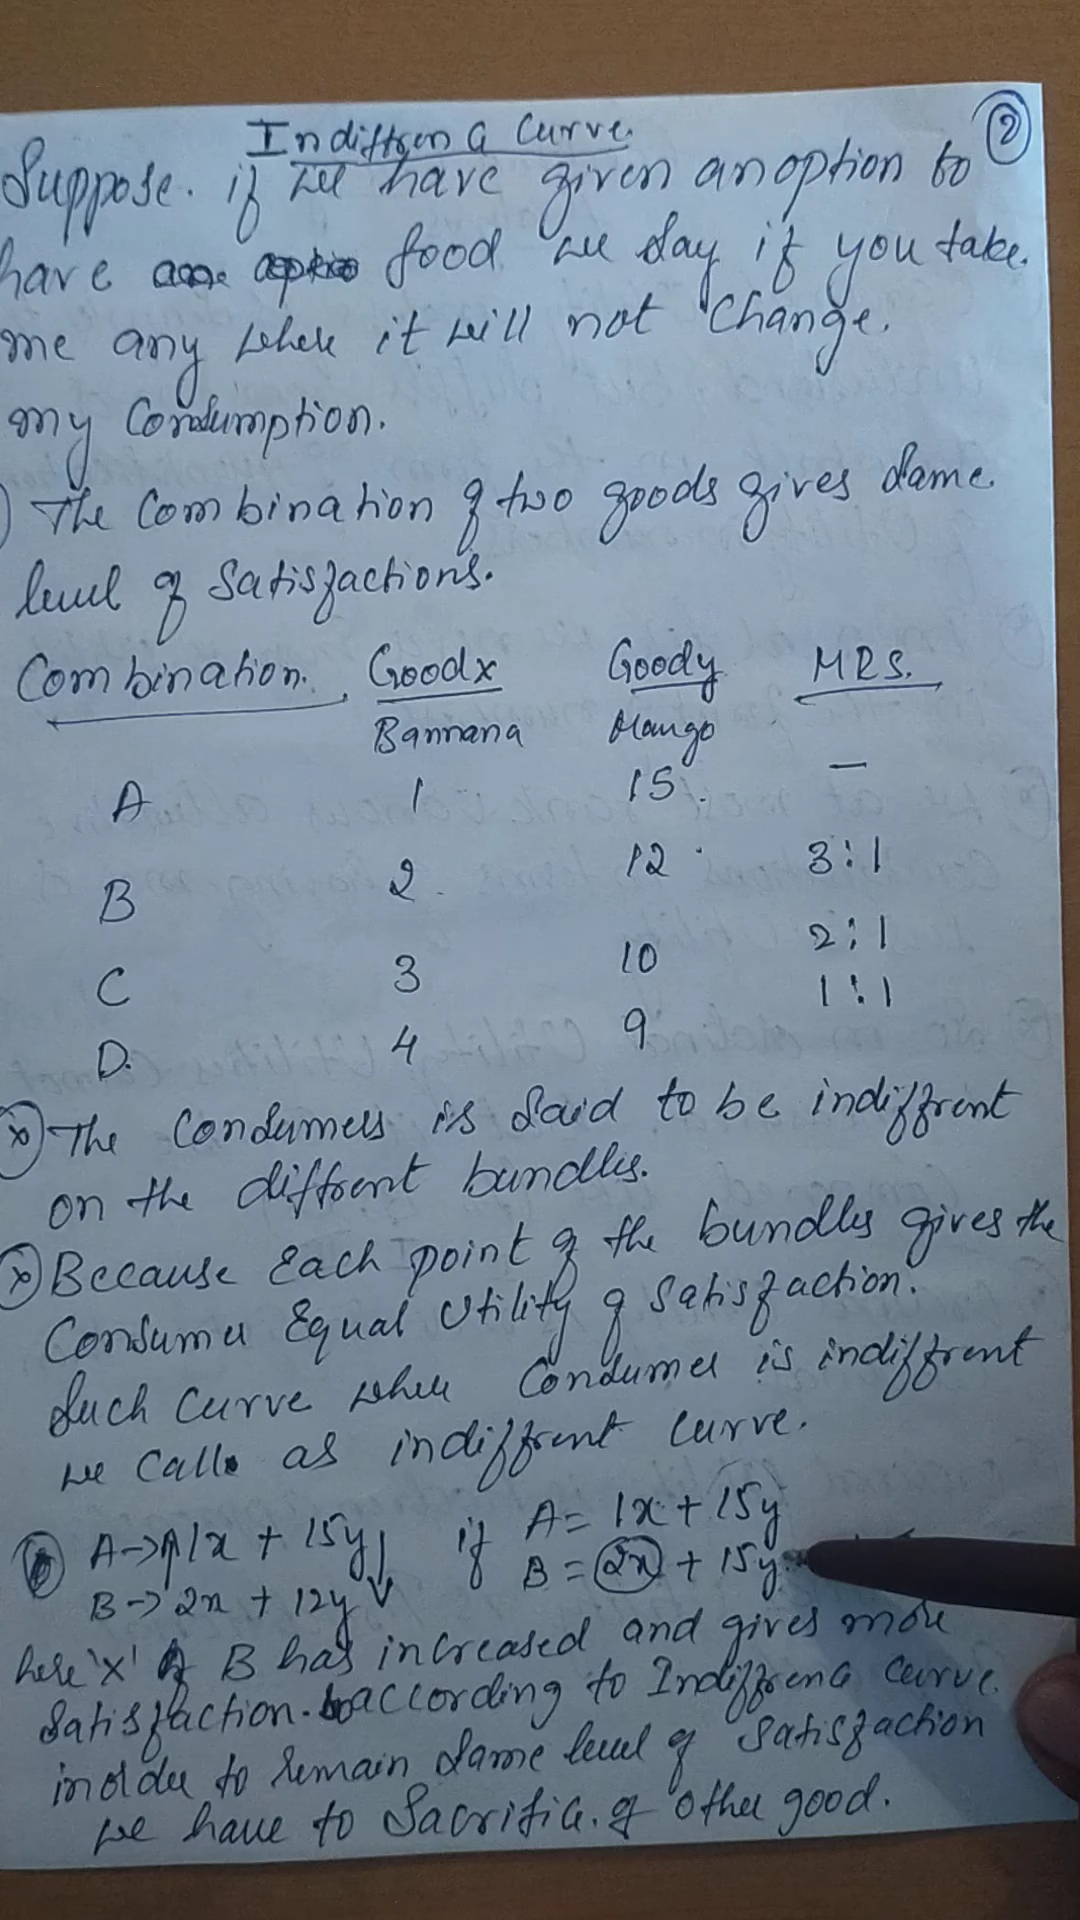 Indiffrence Curve.
②
Suppose. if we have given an option to
have food we say if you take.
me any where it will not change.
my Consumption.
) The Combination of two goods gives same.
level of Satisfactions.
Combination. Goodx Goody MRS.
Bannana Mango
A 1 15. —
B 2. 12 3:1
C 3 10 2:1
D. 4 9 1:1
The Consumers is said to be indiffrent
on the diffrent bundles.
Because Each point of the bundles gives the
Consumer Equal Utility of Satisfaction.
Such Curve when Consumer is indiffrent
we Call as indiffrent Curve.
A→↑1x + 15y↓ if A = 1x + 15y
B→ 2x + 12y B = 2x + 15y
here 'x' of B has increased and gives more
Satisfaction. according to Indiffrence Curve.
inorder to remain same level of Satisfaction
we have to Sacrifice. of other good.